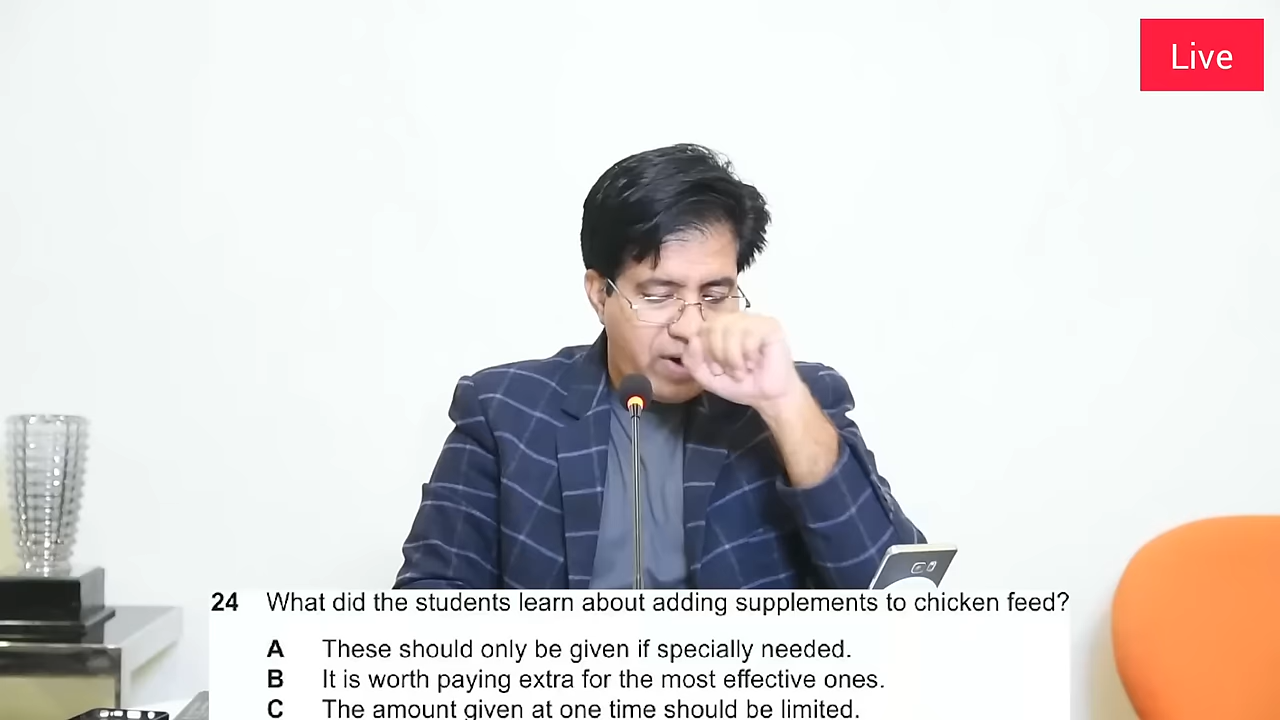 Live
24 What did the students learn about adding supplements to chicken feed?
A These should only be given if specially needed.
B It is worth paying extra for the most effective ones.
C The amount given at one time should be limited.